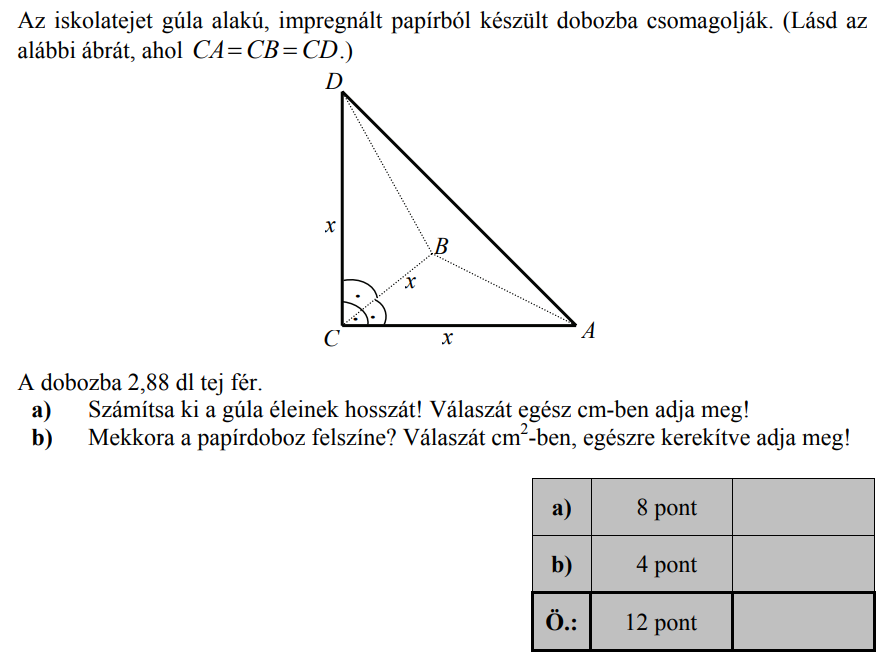 Az iskolatejet gúla alakú, impregnált papírból készült dobozba csomagolják. (Lásd az
alábbi ábrát, ahol CA=CB=CD.)
D
x
B
x
C
x
A
A dobozba 2,88 dl tej fér.
a) Számítsa ki a gúla éleinek hosszát! Válaszát egész cm-ben adja meg!
b) Mekkora a papírdoboz felszíne? Válaszát cm²-ben, egészre kerekítve adja meg!
a) 8 pont
b) 4 pont
Ö.: 12 pont